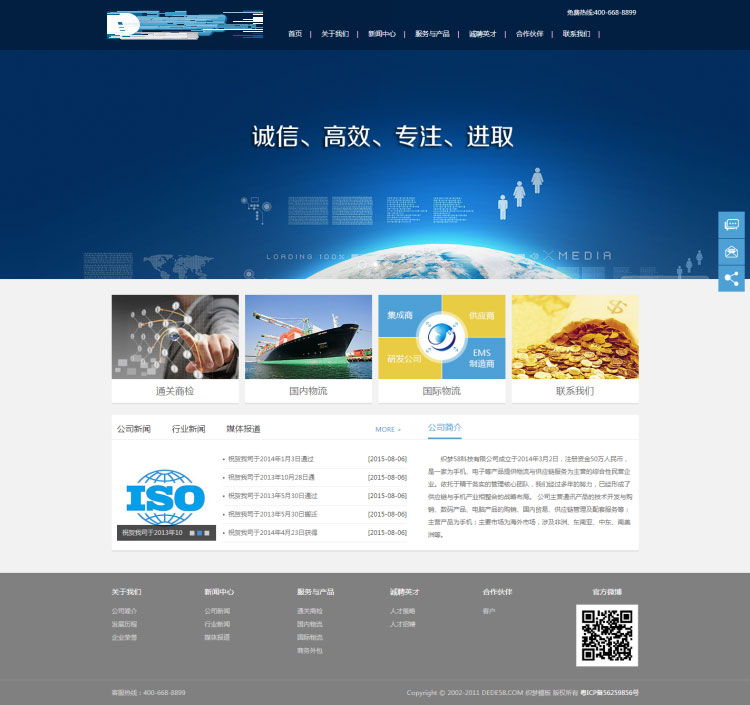 免费热线:400-668-8899
首页 | 关于我们 | 新闻中心 | 服务与产品 | 诚聘英才 | 合作伙伴 | 联系我们 |
诚信、高效、专注、进取
LOADING 100%
MEDIA
集成商
供应商
研发公司
EMS
制造商
通关商检
国内物流
国际物流
联系我们
公司新闻 行业新闻 媒体报道 MORE +
ISO
祝贺我司于2013年10
• 祝贺我司于2014年1月3日通过 [2015-08-06]
• 祝贺我司于2013年10月28日通 [2015-08-06]
• 祝贺我司于2013年5月30日通过 [2015-08-06]
• 祝贺我司于2013年5月30日搬迁 [2015-08-06]
• 祝贺我司于2014年4月23日获得 [2015-08-06]
公司简介
织梦58科技有限公司成立于2014年3月2日，注册资金50万人民币，
是一家为手机、电子等产品提供物流与供应链服务为主营的综合性民营企
业。依托于精干务实的管理核心团队，我们经过多年的努力，已经形成了
供应链与手机产业相整合的战略布局。 公司主营通讯产品的技术开发与购
销、数码产品、电脑产品的购销、国内贸易、供应链管理及配套服务等；
主营产品为手机；主要市场为海外市场，涉及非洲、东南亚、中东、南美
洲等。
关于我们
公司简介
发展历程
企业荣誉
新闻中心
公司新闻
行业新闻
媒体报道
服务与产品
通关商检
国内物流
国际物流
商务外包
诚聘英才
人才策略
人才招聘
合作伙伴
客户
官方微博
客服热线：400-668-8899
Copyright © 2002-2011 DEDE58.COM 织梦模板 版权所有 粤ICP备56259856号